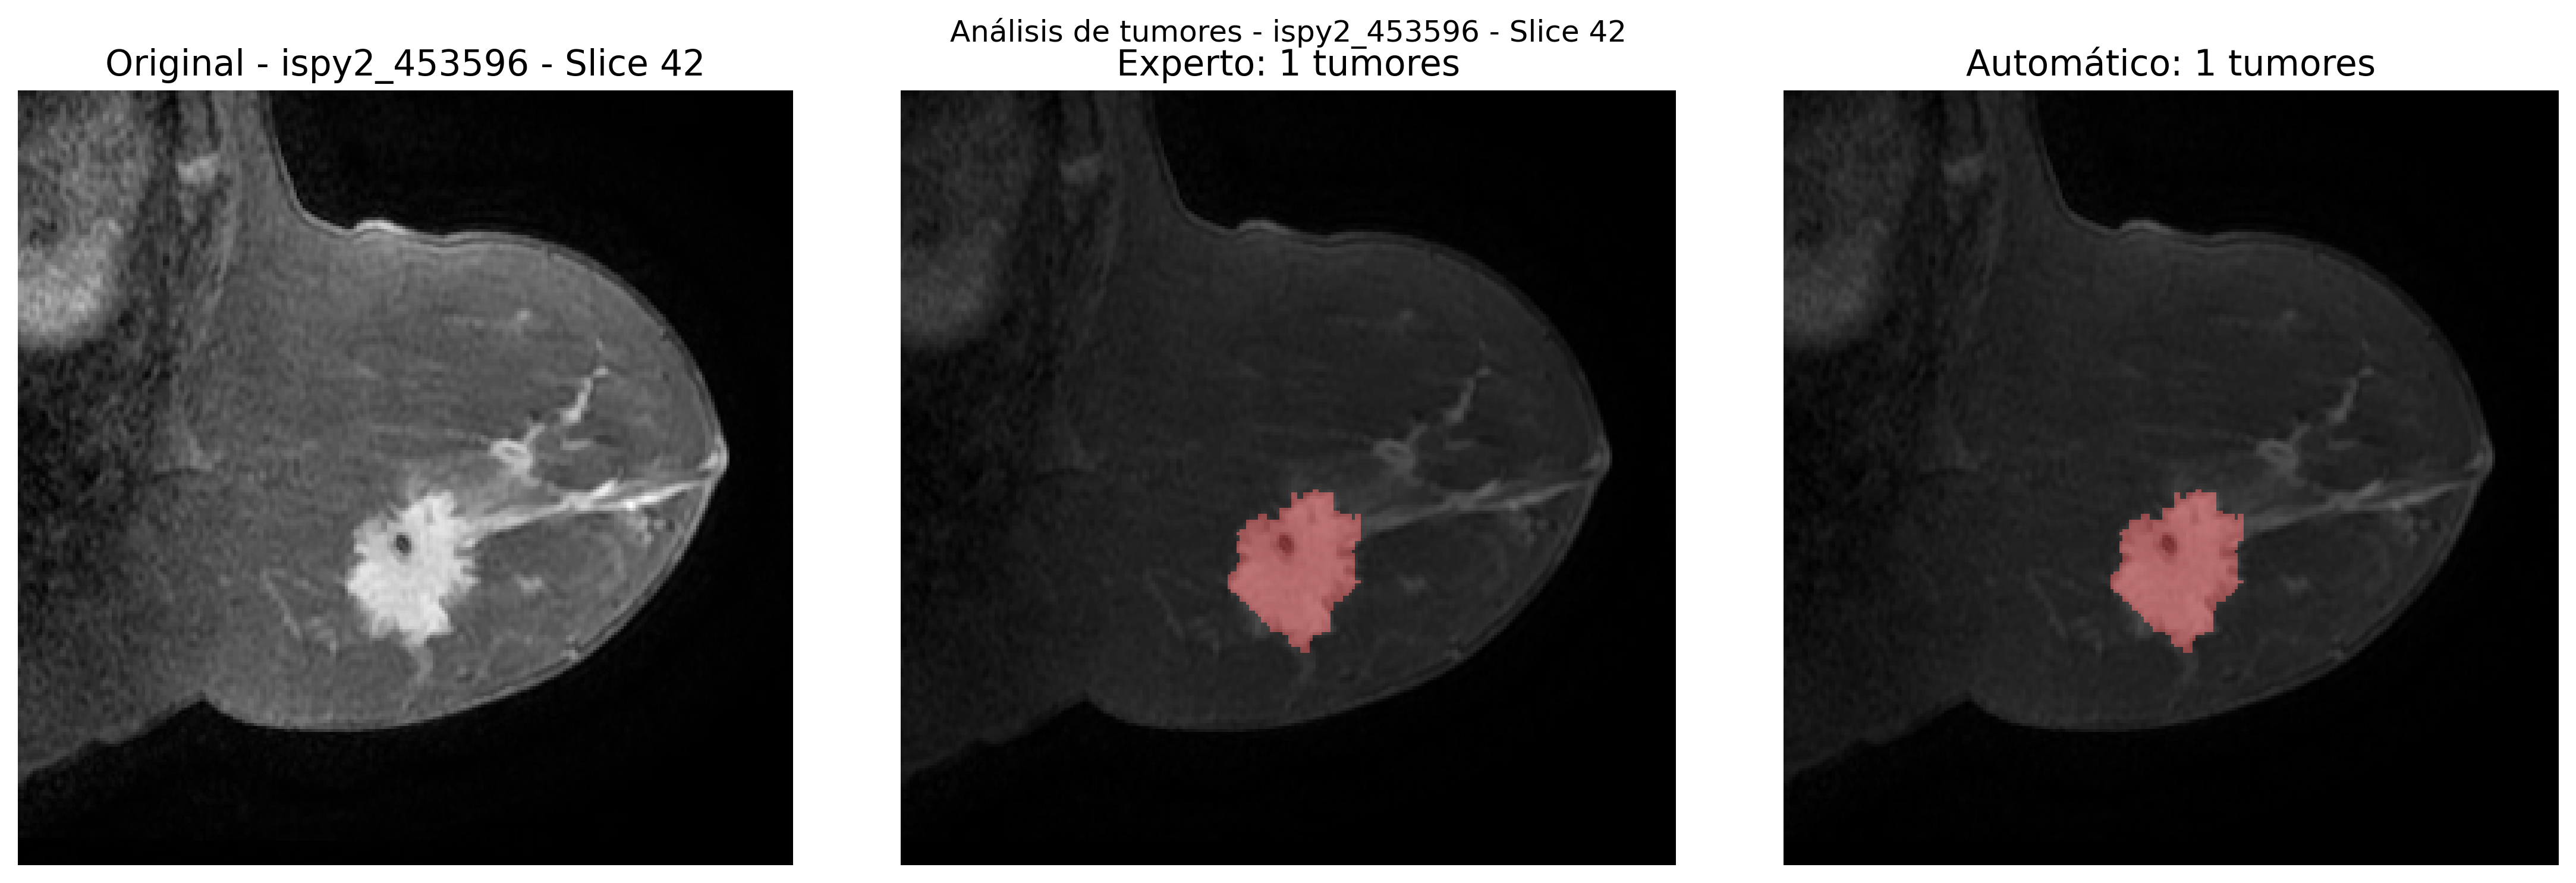 Análisis de tumores - ispy2_453596 - Slice 42
Original - ispy2_453596 - Slice 42
Experto: 1 tumores
Automático: 1 tumores